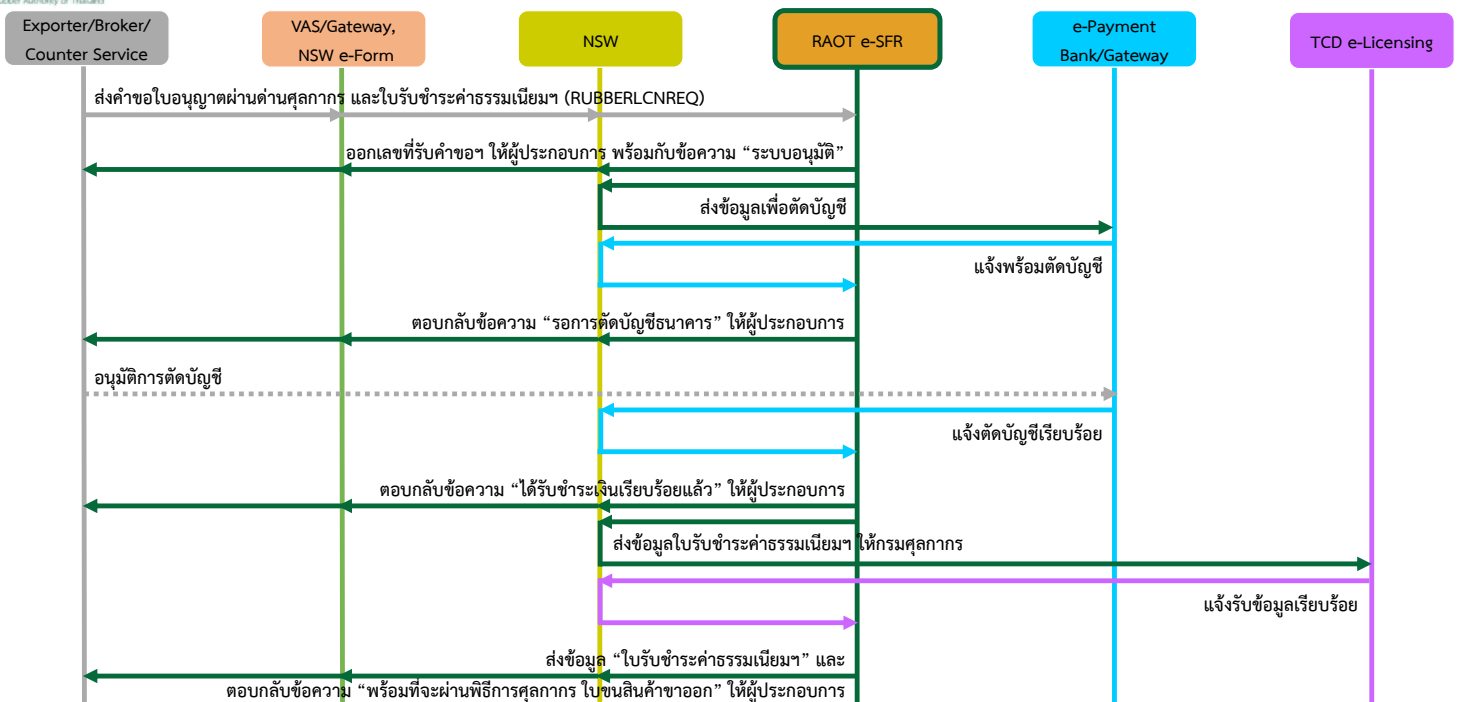 Rubber Authority of Thailand
Exporter/Broker/
Counter Service
VAS/Gateway,
NSW e-Form
NSW
RAOT e-SFR
e-Payment
Bank/Gateway
TCD e-Licensing
ส่งคำขอใบอนุญาตผ่านด่านศุลกากร และใบรับชำระค่าธรรมเนียมฯ (RUBBERLCNREQ)
ออกเลขที่รับคำขอฯ ให้ผู้ประกอบการ พร้อมกับข้อความ “ระบบอนุมัติ”
ส่งข้อมูลเพื่อตัดบัญชี
แจ้งพร้อมตัดบัญชี
ตอบกลับข้อความ “รอการตัดบัญชีธนาคาร” ให้ผู้ประกอบการ
อนุมัติการตัดบัญชี
แจ้งตัดบัญชีเรียบร้อย
ตอบกลับข้อความ “ได้รับชำระเงินเรียบร้อยแล้ว” ให้ผู้ประกอบการ
ส่งข้อมูลใบรับชำระค่าธรรมเนียมฯ ให้กรมศุลกากร
แจ้งรับข้อมูลเรียบร้อย
ส่งข้อมูล “ใบรับชำระค่าธรรมเนียมฯ” และ
ตอบกลับข้อความ “พร้อมที่จะผ่านพิธีการศุลกากร ใบขนสินค้าขาออก” ให้ผู้ประกอบการ